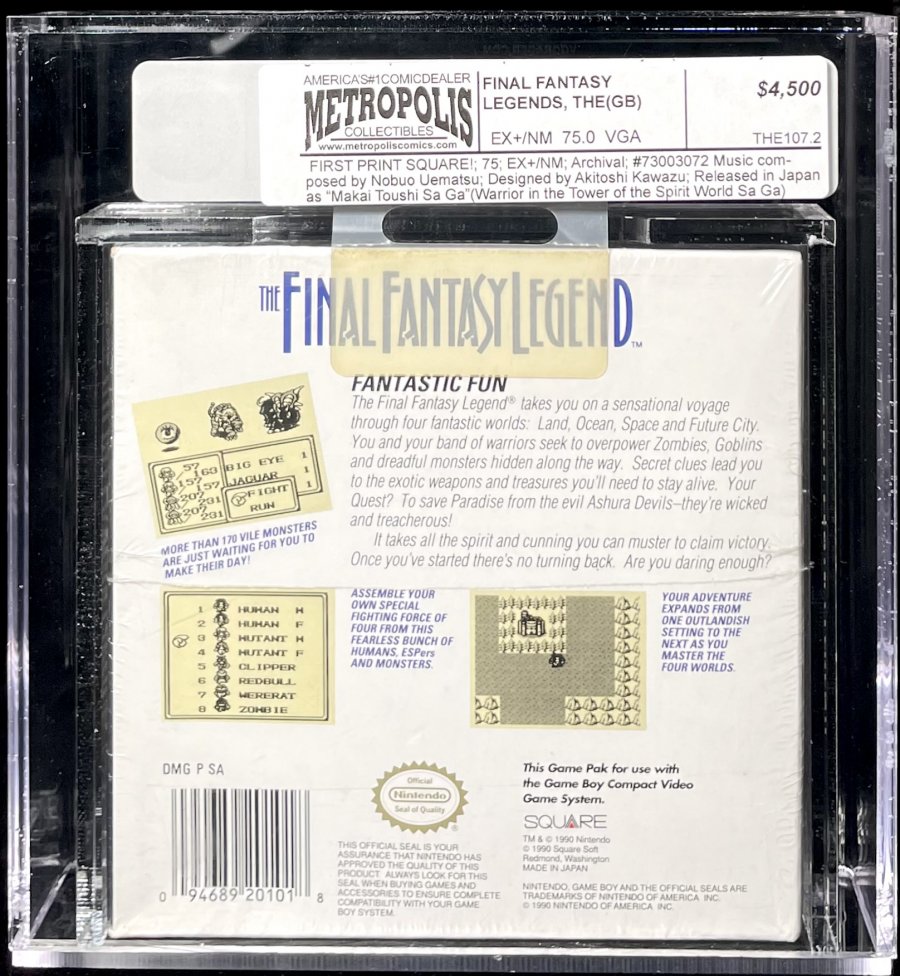 AMERICA'S#1COMICDEALER
METROPOLIS
COLLECTIBLES
www.metropoliscomics.com
FINAL FANTASY
LEGENDS, THE(GB)
EX+/NM 75.0 VGA
$4,500
THE107.2
FIRST PRINT SQUARE!; 75; EX+/NM; Archival; #73003072 Music com-
posed by Nobuo Uematsu; Designed by Akitoshi Kawazu; Released in Japan
as "Makai Toushi Sa Ga"(Warrior in the Tower of the Spirit World Sa Ga)
THE FINAL FANTASY LEGEND™
FANTASTIC FUN
The Final Fantasy Legend® takes you on a sensational voyage
through four fantastic worlds: Land, Ocean, Space and Future City.
You and your band of warriors seek to overpower Zombies, Goblins
and dreadful monsters hidden along the way. Secret clues lead you
to the exotic weapons and treasures you'll need to stay alive. Your
Quest? To save Paradise from the evil Ashura Devils–they're wicked
and treacherous!
It takes all the spirit and cunning you can muster to claim victory.
Once you've started there's no turning back. Are you daring enough?
57
163
157
157
207
231
207
231
BIG EYE 1
JAGUAR 1
1
FIGHT
RUN
MORE THAN 170 VILE MONSTERS
ARE JUST WAITING FOR YOU TO
MAKE THEIR DAY!
1 HUMAN M
2 HUMAN F
3 MUTANT M
4 MUTANT F
5 CLIPPER
6 REDBULL
7 WERERAT
8 ZOMBIE
ASSEMBLE YOUR
OWN SPECIAL
FIGHTING FORCE OF
FOUR FROM THIS
FEARLESS BUNCH OF
HUMANS, ESPers
AND MONSTERS.
YOUR ADVENTURE
EXPANDS FROM
ONE OUTLANDISH
SETTING TO THE
NEXT AS YOU
MASTER THE
FOUR WORLDS.
DMG P SA
0 94689 20101 8
Official
Nintendo
Seal of Quality
®
THIS OFFICIAL SEAL IS YOUR
ASSURANCE THAT NINTENDO HAS
APPROVED THE QUALITY OF THIS
PRODUCT ALWAYS LOOK FOR THIS
SEAL WHEN BUYING GAMES AND
ACCESSORIES TO ENSURE COMPLETE
COMPATIBILITY WITH YOUR GAME
BOY SYSTEM.
This Game Pak for use with
the Game Boy Compact Video
Game System.
SQUARE
TM & © 1990 Nintendo
© 1990 Square Soft
Redmond, Washington
MADE IN JAPAN
NINTENDO, GAME BOY AND THE OFFICIAL SEALS ARE
TRADEMARKS OF NINTENDO OF AMERICA INC.
© 1990 NINTENDO OF AMERICA INC.